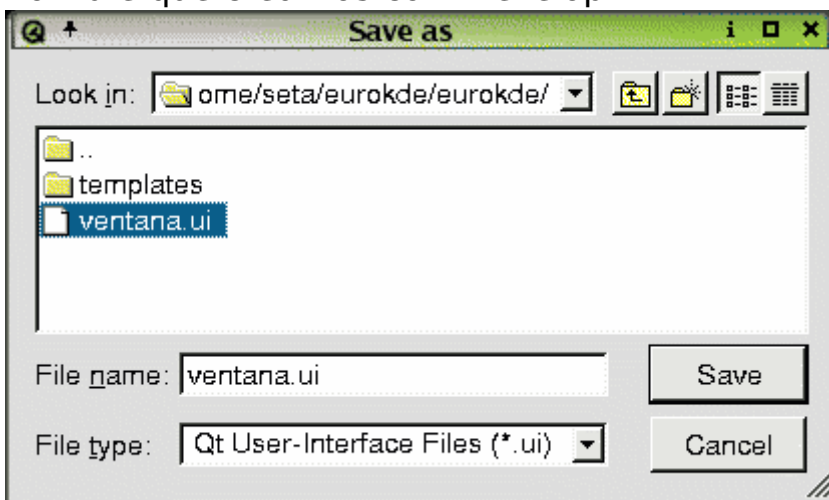 Save as
Look in: ome/seta/eurokde/eurokde/
..
templates
ventana.ui
File name: ventana.ui
Save
File type: Qt User-Interface Files (*.ui)
Cancel